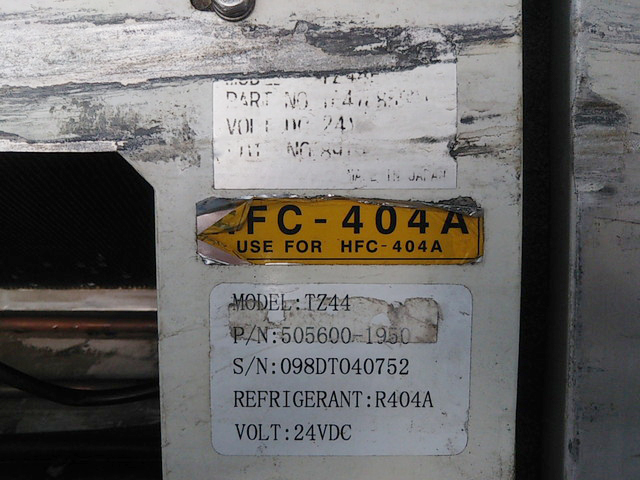 PART NO.
VOLT DC 24V
MADE IN JAPAN
HFC-404A
USE FOR HFC-404A
MODEL:TZ44
P/N:505600-1950
S/N:098DT040752
REFRIGERANT:R404A
VOLT:24VDC